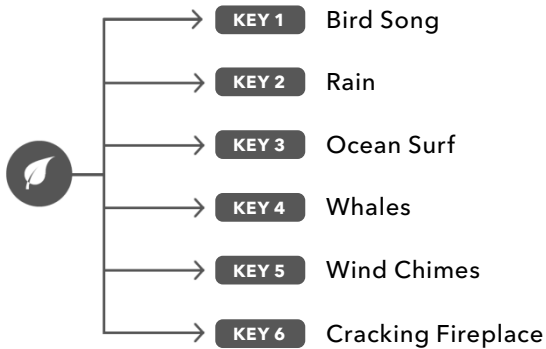 KEY 1 Bird Song
KEY 2 Rain
KEY 3 Ocean Surf
KEY 4 Whales
KEY 5 Wind Chimes
KEY 6 Cracking Fireplace